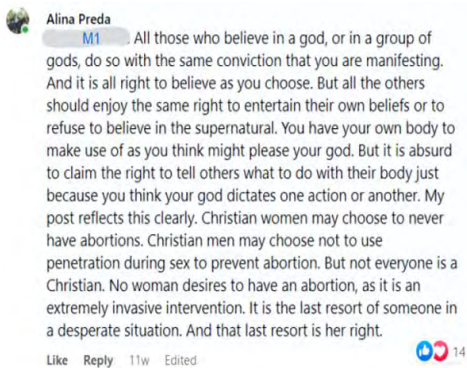 Alina Preda
M1 . All those who believe in a god, or in a group of
gods, do so with the same conviction that you are manifesting.
And it is all right to believe as you choose. But all the others
should enjoy the same right to entertain their own beliefs or to
refuse to believe in the supernatural. You have your own body to
make use of as you think might please your god. But it is absurd
to claim the right to tell others what to do with their body just
because you think your god dictates one action or another. My
post reflects this clearly. Christian women may choose to never
have abortions. Christian men may choose not to use
penetration during sex to prevent abortion. But not everyone is a
Christian. No woman desires to have an abortion, as it is an
extremely invasive intervention. It is the last resort of someone in
a desperate situation. And that last resort is her right.
Like Reply 11w Edited 14